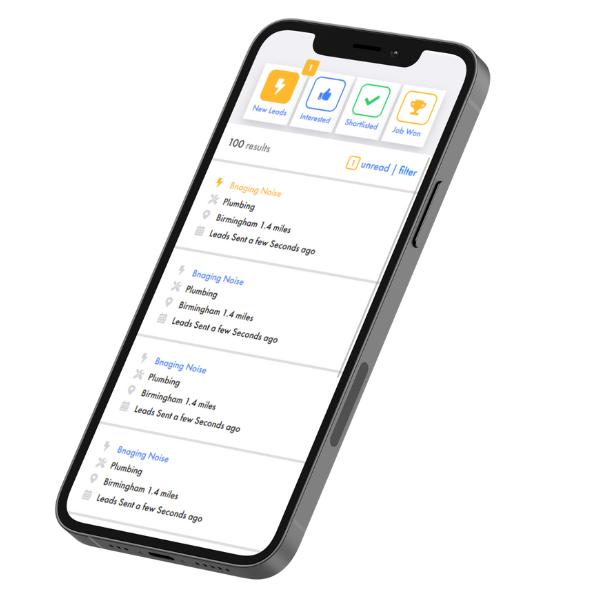 1
New Leads Interested Shortlisted Job Won
100 results 1 unread | filter
Bnaging Noise
Plumbing
Birmingham 1.4 miles
Leads Sent a few Seconds ago
Bnaging Noise
Plumbing
Birmingham 1.4 miles
Leads Sent a few Seconds ago
Bnaging Noise
Plumbing
Birmingham 1.4 miles
Leads Sent a few Seconds ago
Bnaging Noise
Plumbing
Birmingham 1.4 miles
Leads Sent a few Seconds ago